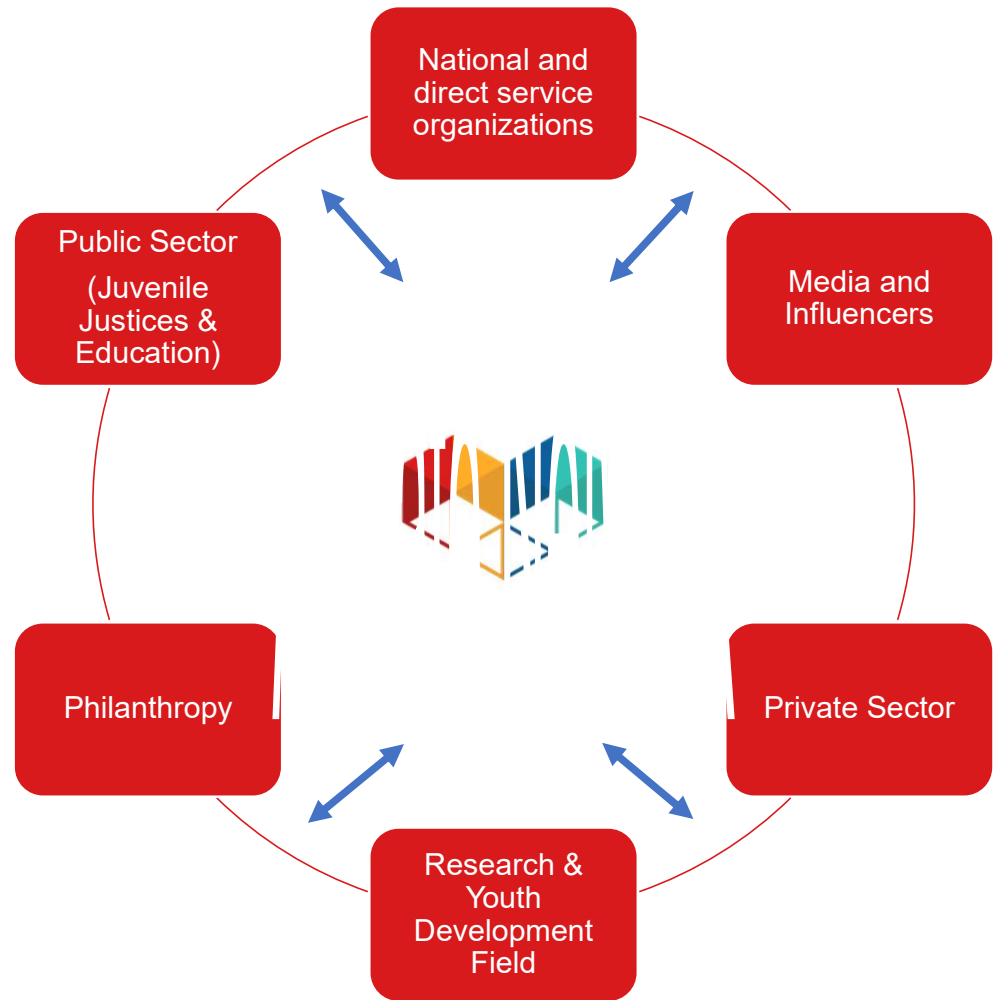 National and
direct service
organizations
Public Sector
(Juvenile
Justices &
Education)
Media and
Influencers
Philanthropy
Private Sector
Research &
Youth
Development
Field